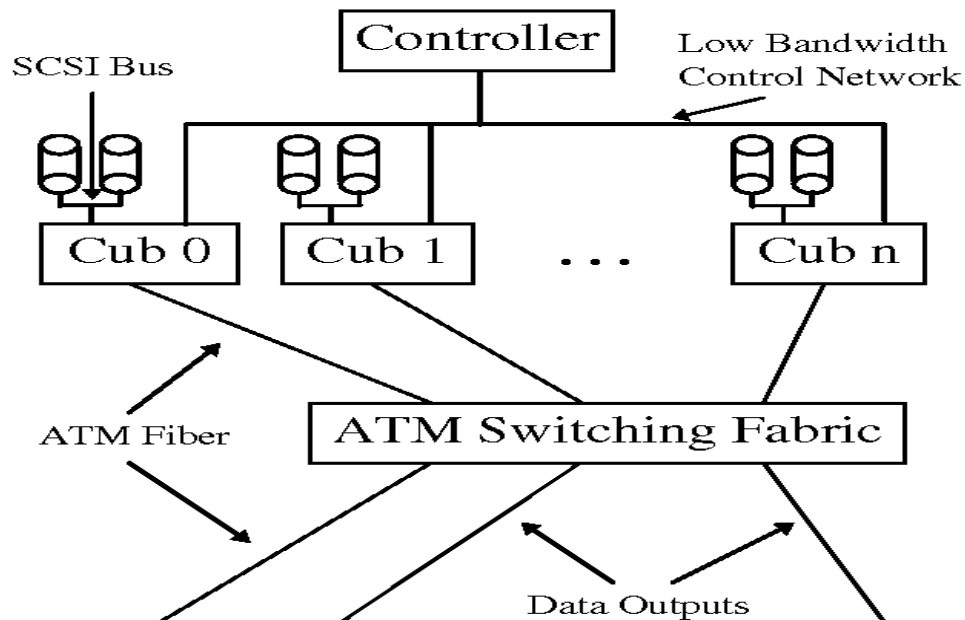 Controller
Low Bandwidth
Control Network
SCSI Bus
Cub 0
Cub 1
. . .
Cub n
ATM Fiber
ATM Switching Fabric
Data Outputs